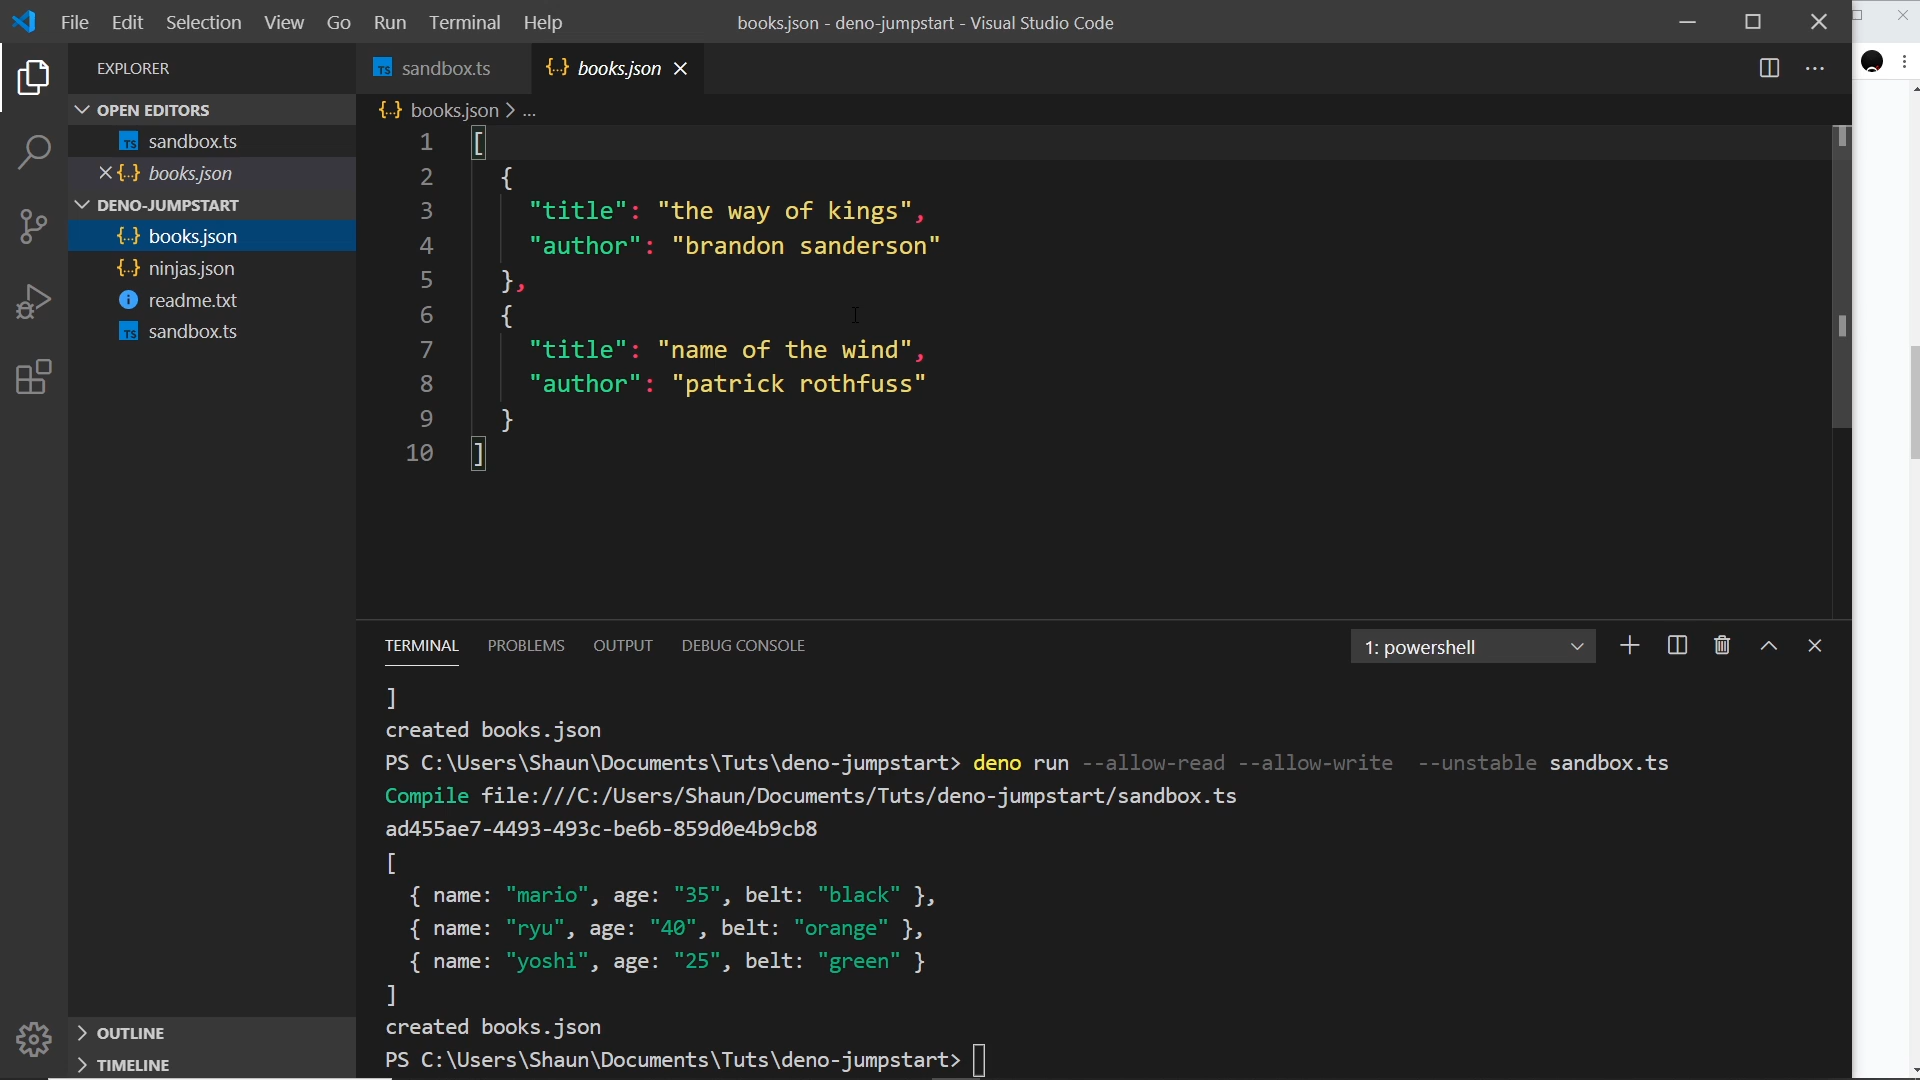 File Edit Selection View Go Run Terminal Help
books.json - deno-jumpstart - Visual Studio Code
EXPLORER
OPEN EDITORS
TS sandbox.ts
{..} books.json
DENO-JUMPSTART
{..} books.json
{..} ninjas.json
readme.txt
TS sandbox.ts
OUTLINE
TIMELINE
TS sandbox.ts {..} books.json
{..} books.json > ...
1 [
2 {
3 "title": "the way of kings",
4 "author": "brandon sanderson"
5 },
6 {
7 "title": "name of the wind",
8 "author": "patrick rothfuss"
9 }
10 ]
TERMINAL PROBLEMS OUTPUT DEBUG CONSOLE
1: powershell
]
created books.json
PS C:\Users\Shaun\Documents\Tuts\deno-jumpstart> deno run --allow-read --allow-write --unstable sandbox.ts
Compile file:///C:/Users/Shaun/Documents/Tuts/deno-jumpstart/sandbox.ts
ad455ae7-4493-493c-be6b-859d0e4b9cb8
[
{ name: "mario", age: "35", belt: "black" },
{ name: "ryu", age: "40", belt: "orange" },
{ name: "yoshi", age: "25", belt: "green" }
]
created books.json
PS C:\Users\Shaun\Documents\Tuts\deno-jumpstart>